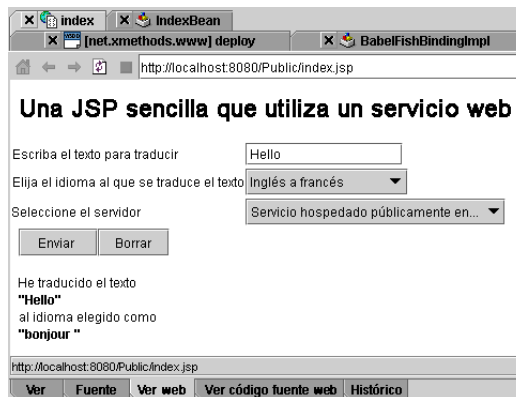 index IndexBean
[net.xmethods.www] deploy BabelFishBindingImpl
http://localhost:8080/Public/index.jsp
Una JSP sencilla que utiliza un servicio web
Escriba el texto para traducir Hello
Elija el idioma al que se traduce el texto Inglés a francés
Seleccione el servidor Servicio hospedado públicamente en...
Enviar Borrar
He traducido el texto
"Hello"
al idioma elegido como
"bonjour "
http://localhost:8080/Public/index.jsp
Ver Fuente Ver web Ver código fuente web Histórico